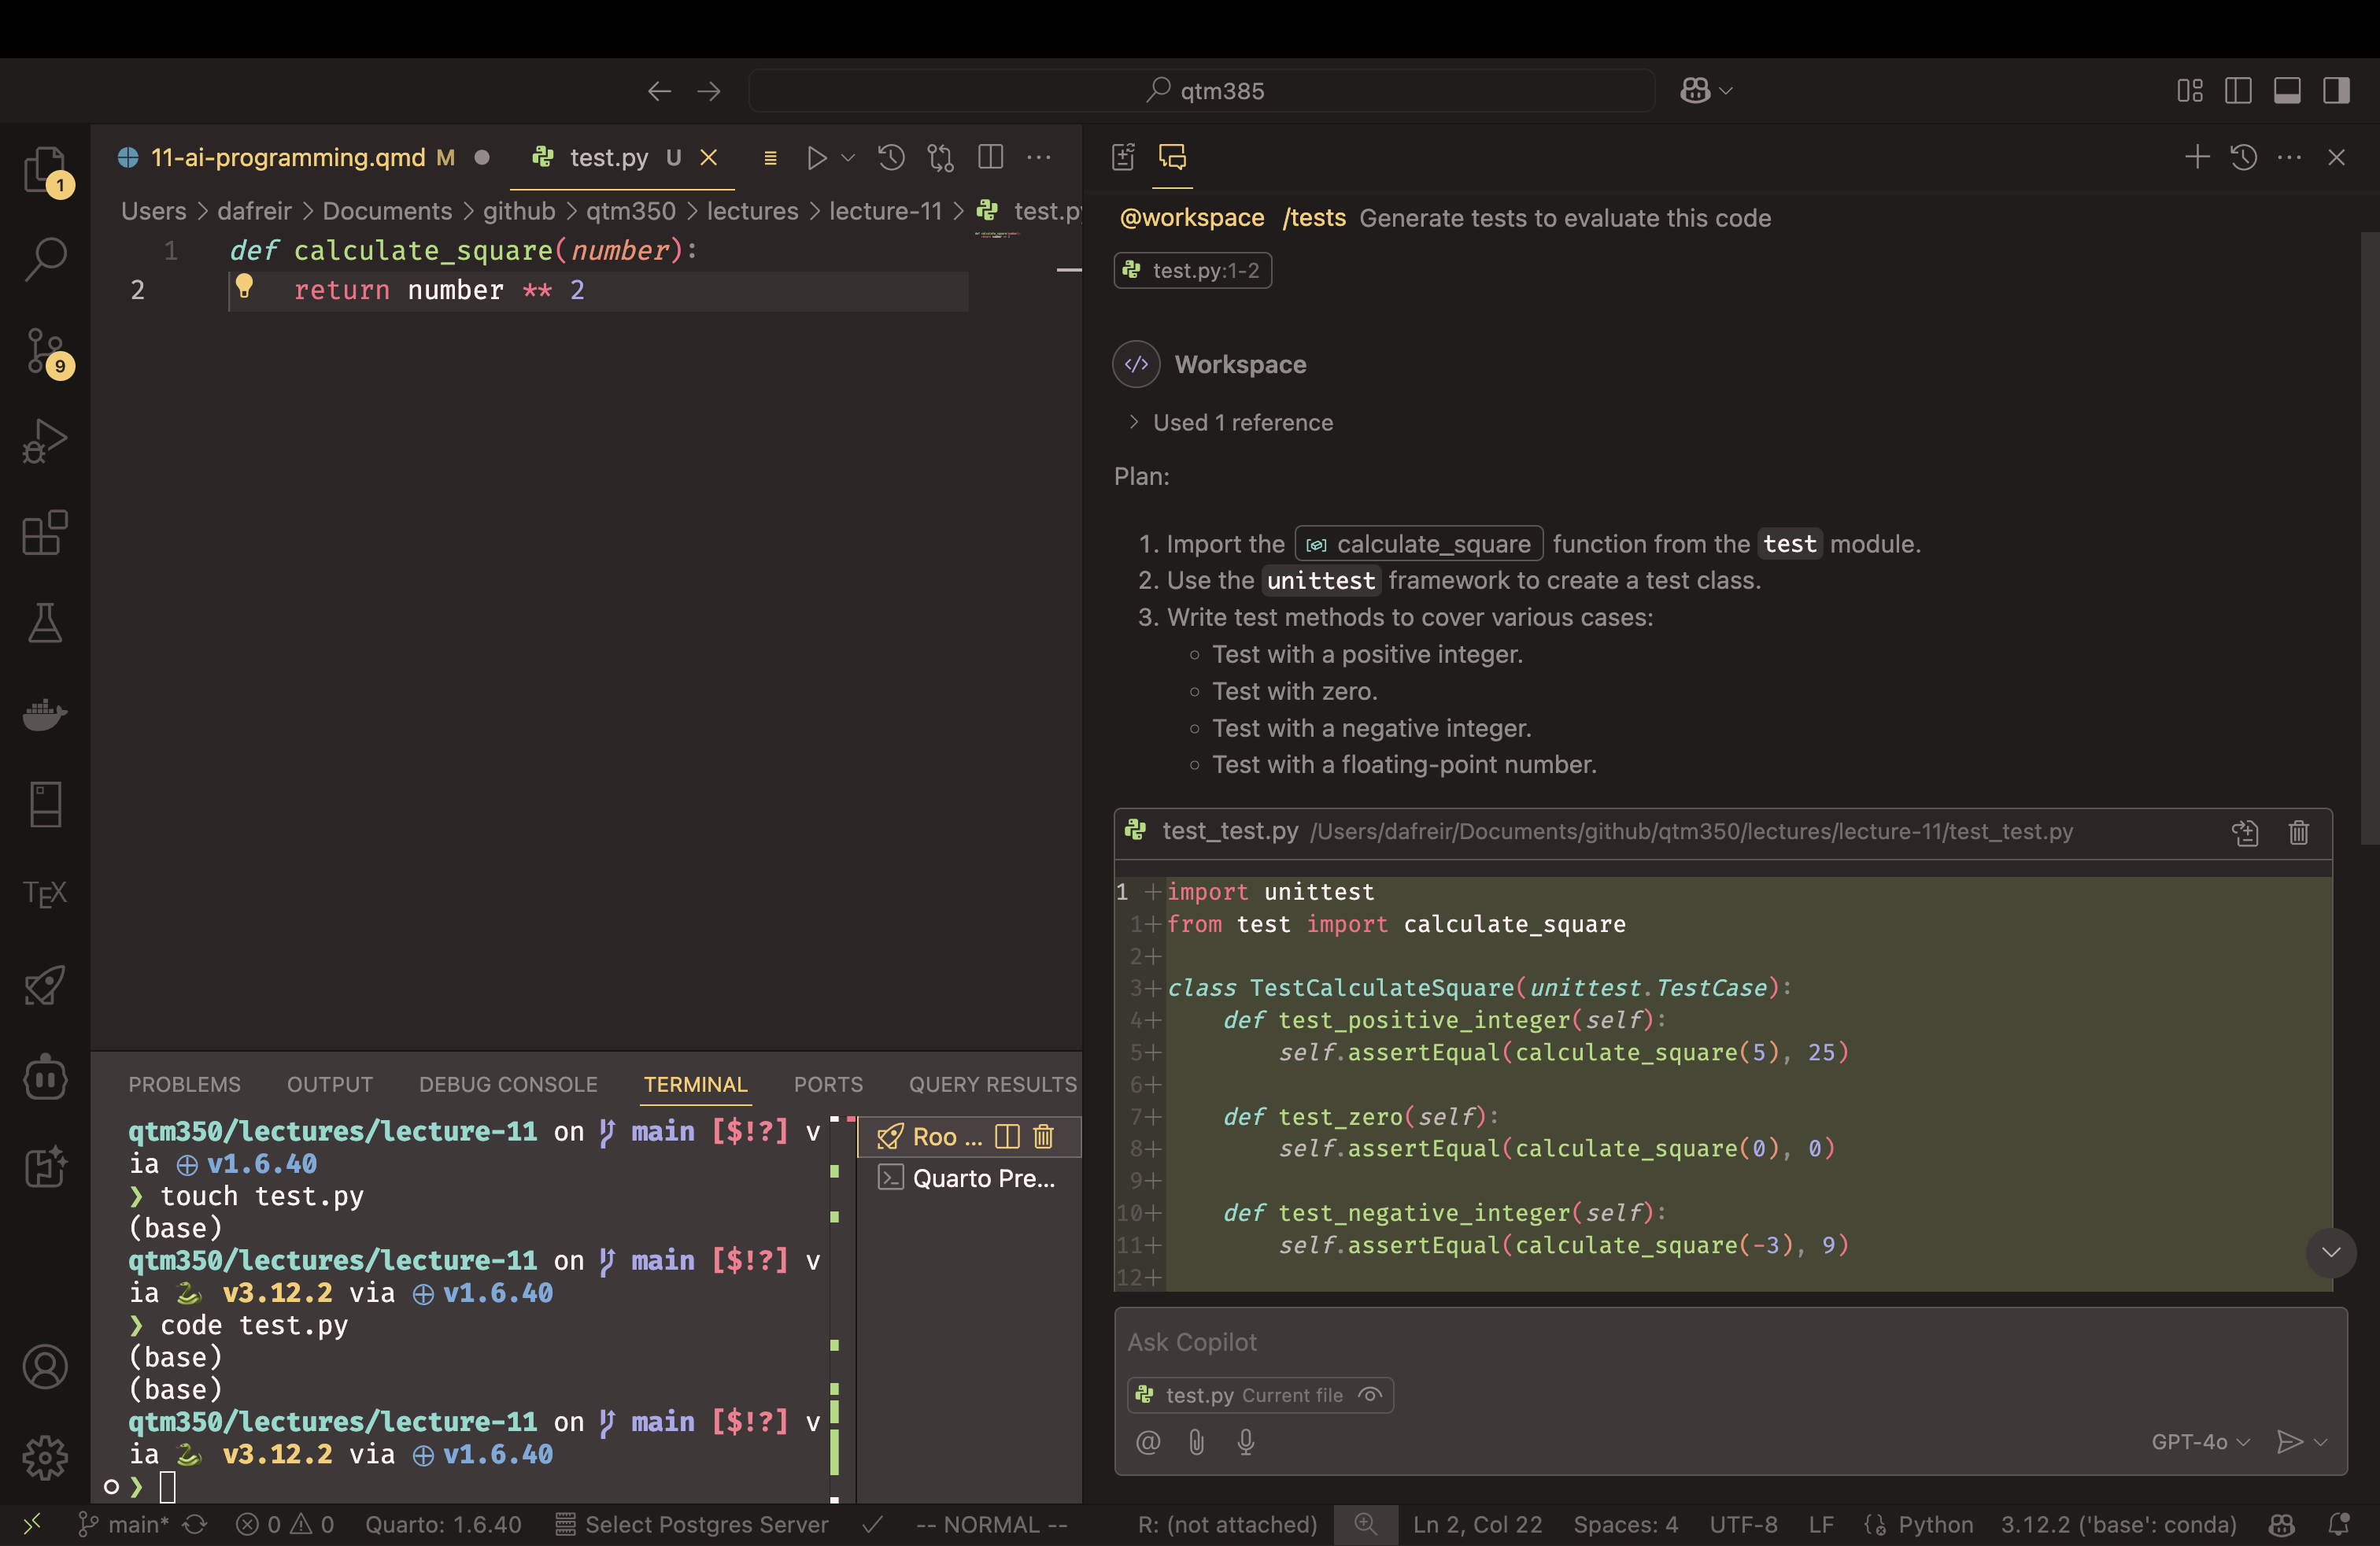 qtm385
1
9
TEX
11-ai-programming.qmd M
test.py U
Users > dafreir > Documents > github > qtm350 > lectures > lecture-11 > test.py
1 def calculate_square(number):
2 return number ** 2
PROBLEMS OUTPUT DEBUG CONSOLE TERMINAL PORTS QUERY RESULTS
qtm350/lectures/lecture-11 on main [$!?] v
ia v1.6.40
❯ touch test.py
(base)
qtm350/lectures/lecture-11 on main [$!?] v
ia 🐍 v3.12.2 via v1.6.40
❯ code test.py
(base)
(base)
qtm350/lectures/lecture-11 on main [$!?] v
ia 🐍 v3.12.2 via v1.6.40
❯
Roo ...
Quarto Pre...
@workspace /tests Generate tests to evaluate this code
test.py:1-2
Workspace
> Used 1 reference
Plan:
1. Import the calculate_square function from the test module.
2. Use the unittest framework to create a test class.
3. Write test methods to cover various cases:
Test with a positive integer.
Test with zero.
Test with a negative integer.
Test with a floating-point number.
test_test.py /Users/dafreir/Documents/github/qtm350/lectures/lecture-11/test_test.py
1 +import unittest
1+from test import calculate_square
2+
3+class TestCalculateSquare(unittest.TestCase):
4+ def test_positive_integer(self):
5+ self.assertEqual(calculate_square(5), 25)
6+
7+ def test_zero(self):
8+ self.assertEqual(calculate_square(0), 0)
9+
10+ def test_negative_integer(self):
11+ self.assertEqual(calculate_square(-3), 9)
12+
Ask Copilot
test.py Current file
@
GPT-4o
main* 0 0 Quarto: 1.6.40 Select Postgres Server -- NORMAL -- R: (not attached) Ln 2, Col 22 Spaces: 4 UTF-8 LF Python 3.12.2 ('base': conda)